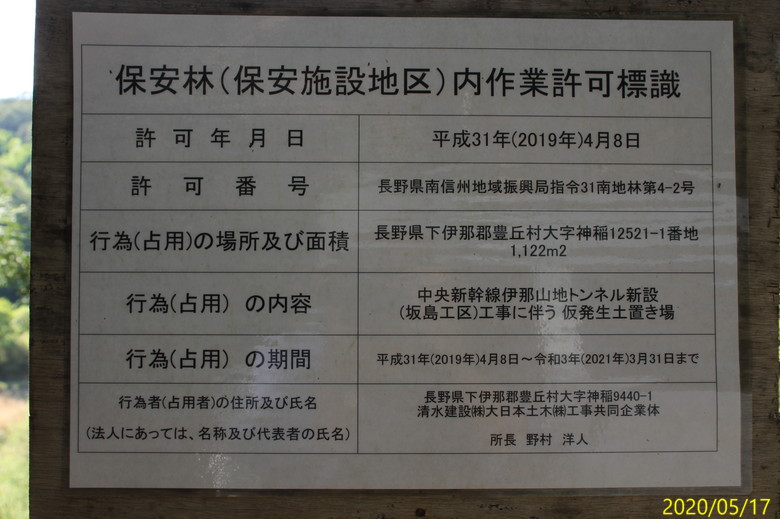 保安林(保安施設地区)内作業許可標識
許可年月日
平成31年(2019年)4月8日
許可番号
長野県南信州地域振興局指令31南地林第4-2号
行為(占用)の場所及び面積
長野県下伊那郡豊丘村大字神稲12521-1番地
1,122m2
行為(占用) の内容
中央新幹線伊那山地トンネル新設
(坂島工区)工事に伴う 仮発生土置き場
行為(占用) の期間
平成31年(2019年)4月8日～令和3年(2021年)3月31日まで
行為者(占用者)の住所及び氏名
(法人にあっては、名称及び代表者の氏名)
長野県下伊那郡豊丘村大字神稲9440-1
清水建設㈱大日本土木㈱工事共同企業体
所長 野村 洋人
2020/05/17